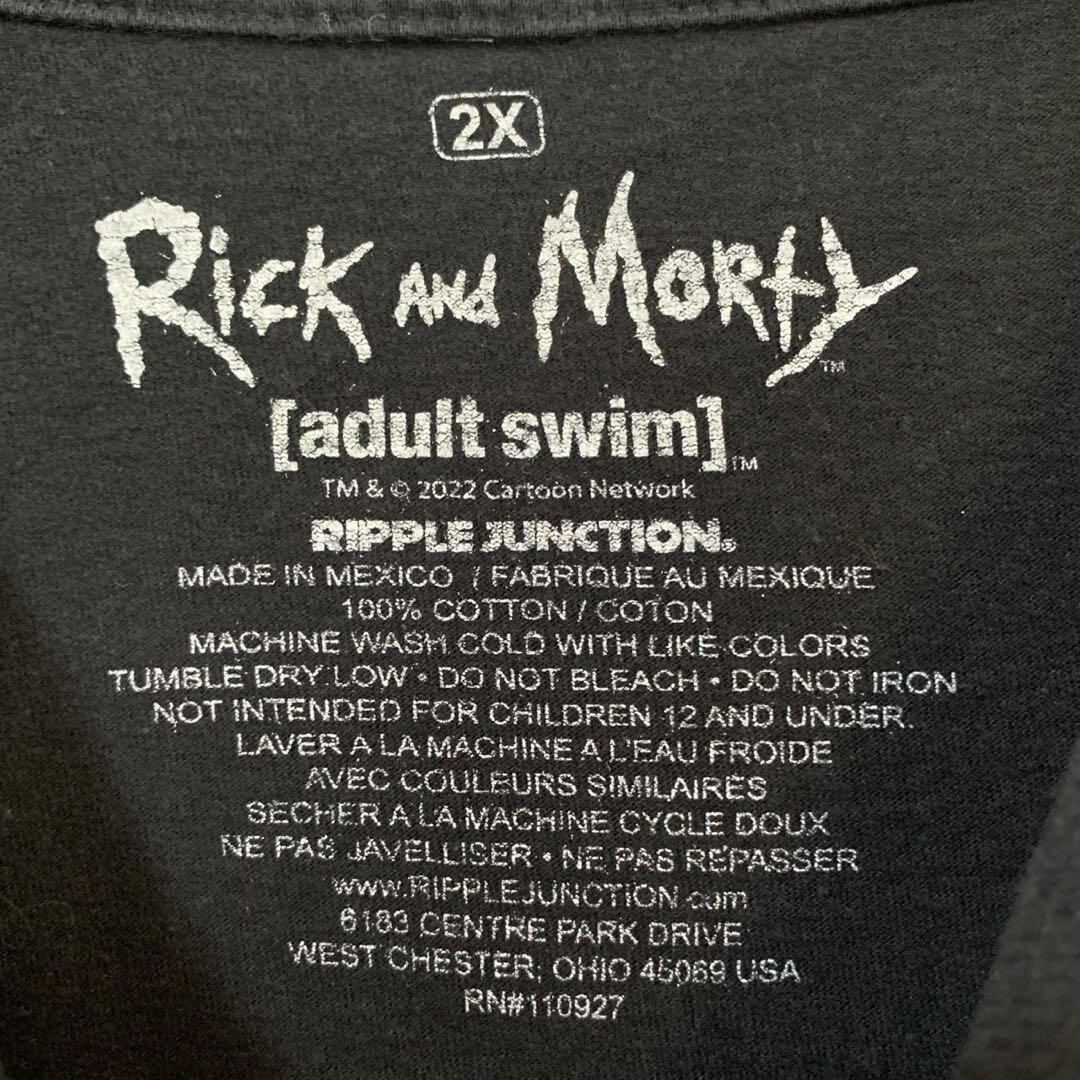 2X
Rick and Morty™
[adult swim]™
TM & © 2022 Cartoon Network
RIPPLE JUNCTION®
MADE IN MEXICO / FABRIQUE AU MEXIQUE
100% COTTON / COTON
MACHINE WASH COLD WITH LIKE COLORS
TUMBLE DRY LOW • DO NOT BLEACH • DO NOT IRON
NOT INTENDED FOR CHILDREN 12 AND UNDER.
LAVER A LA MACHINE A L'EAU FROIDE
AVEC COULEURS SIMILAIRES
SECHER A LA MACHINE CYCLE DOUX
NE PAS JAVELLISER • NE PAS REPASSER
www.RIPPLEJUNCTION.com
6183 CENTRE PARK DRIVE
WEST CHESTER, OHIO 45069 USA
RN#110927